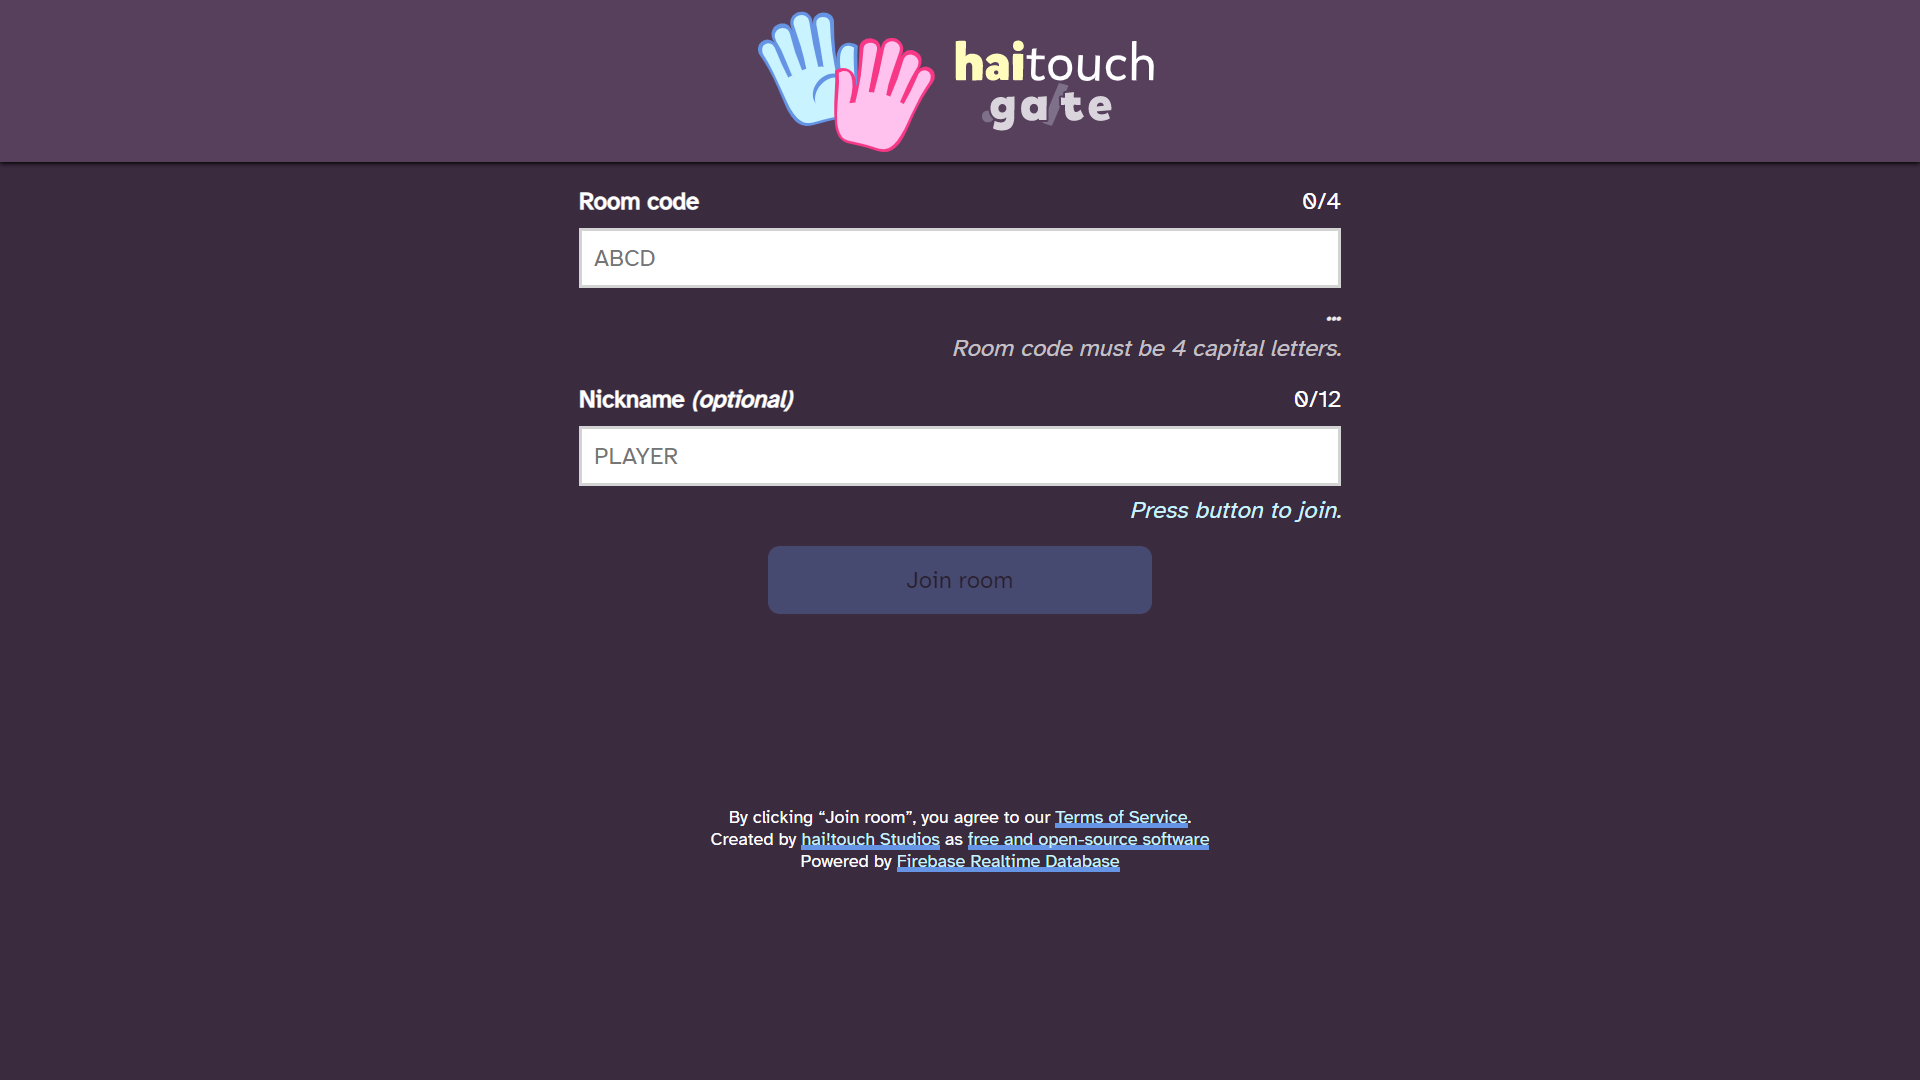 haitouch
.ga/te
Room code 0/4
ABCD
...
Room code must be 4 capital letters.
Nickname (optional) 0/12
PLAYER
Press button to join.
Join room
By clicking “Join room”, you agree to our Terms of Service.
Created by hai!touch Studios as free and open-source software
Powered by Firebase Realtime Database